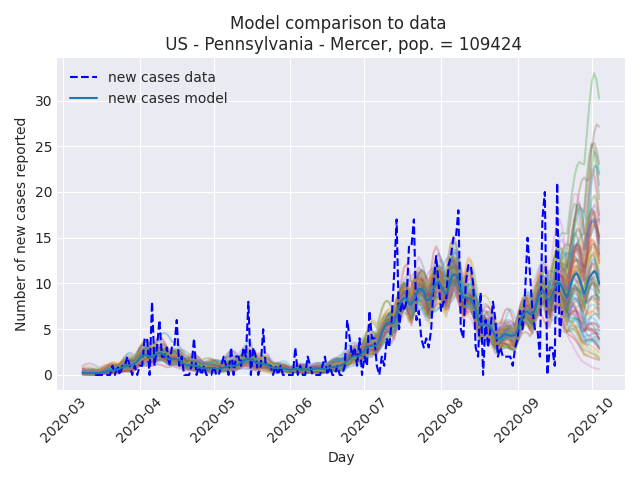 Model comparison to data
US - Pennsylvania - Mercer, pop. = 109424
new cases data
new cases model
Number of new cases reported
30
25
20
15
10
5
0
2020-03
2020-04
2020-05
2020-06
2020-07
2020-08
2020-09
2020-10
Day